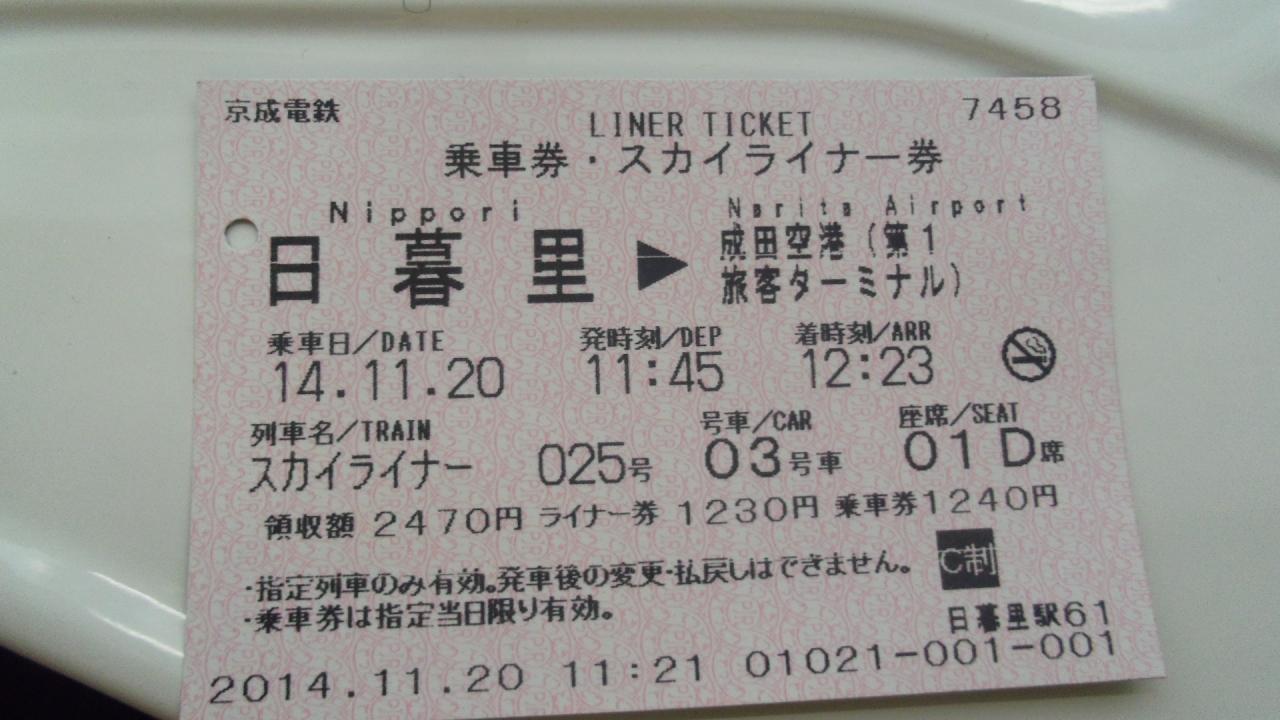 京成電鉄
7458
LINER TICKET
乗車券・スカイライナー券
Nippori
Narita Airport
日暮里 ▶ 成田空港(第1
旅客ターミナル)
乗車日/DATE 発時刻/DEP 着時刻/ARR
14.11.20 11:45 12:23
列車名/TRAIN 号車/CAR 座席/SEAT
スカイライナー 025号 03号車 01D席
領収額 2470円 ライナー券 1230円 乗車券1240円
・指定列車のみ有効。発車後の変更・払戻しはできません。
C制
・乗車券は指定当日限り有効。
日暮里駅61
2014.11.20 11:21 01021-001-001